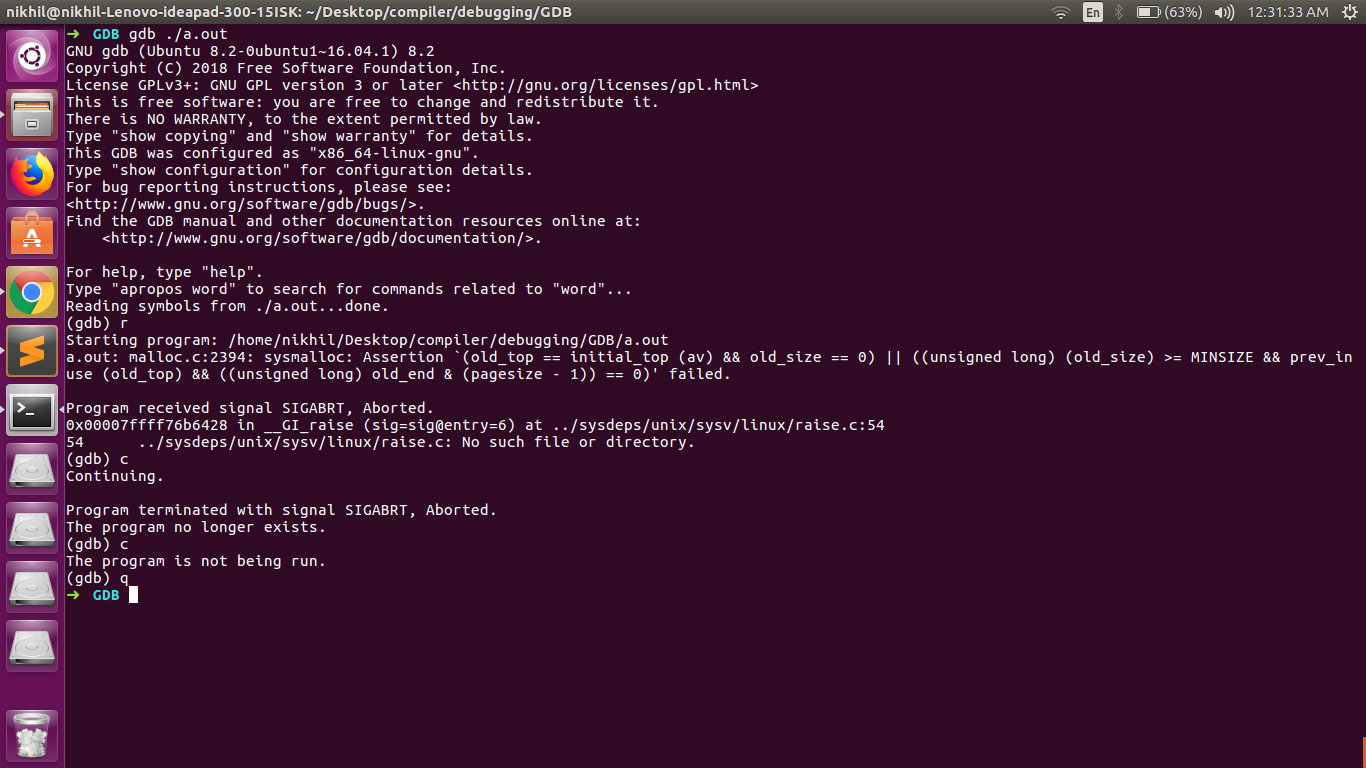 nikhil@nikhil-Lenovo-ideapad-300-15ISK: ~/Desktop/compiler/debugging/GDB En (63%) 12:31:33 AM
➜  GDB gdb ./a.out
GNU gdb (Ubuntu 8.2-0ubuntu1~16.04.1) 8.2
Copyright (C) 2018 Free Software Foundation, Inc.
License GPLv3+: GNU GPL version 3 or later <http://gnu.org/licenses/gpl.html>
This is free software: you are free to change and redistribute it.
There is NO WARRANTY, to the extent permitted by law.
Type "show copying" and "show warranty" for details.
This GDB was configured as "x86_64-linux-gnu".
Type "show configuration" for configuration details.
For bug reporting instructions, please see:
<http://www.gnu.org/software/gdb/bugs/>.
Find the GDB manual and other documentation resources online at:
    <http://www.gnu.org/software/gdb/documentation/>.

For help, type "help".
Type "apropos word" to search for commands related to "word"...
Reading symbols from ./a.out...done.
(gdb) r
Starting program: /home/nikhil/Desktop/compiler/debugging/GDB/a.out
a.out: malloc.c:2394: sysmalloc: Assertion `(old_top == initial_top (av) && old_size == 0) || ((unsigned long) (old_size) >= MINSIZE && prev_in
use (old_top) && ((unsigned long) old_end & (pagesize - 1)) == 0)' failed.

Program received signal SIGABRT, Aborted.
0x00007ffff76b6428 in __GI_raise (sig=sig@entry=6) at ../sysdeps/unix/sysv/linux/raise.c:54
54      ../sysdeps/unix/sysv/linux/raise.c: No such file or directory.
(gdb) c
Continuing.

Program terminated with signal SIGABRT, Aborted.
The program no longer exists.
(gdb) c
The program is not being run.
(gdb) q
➜  GDB